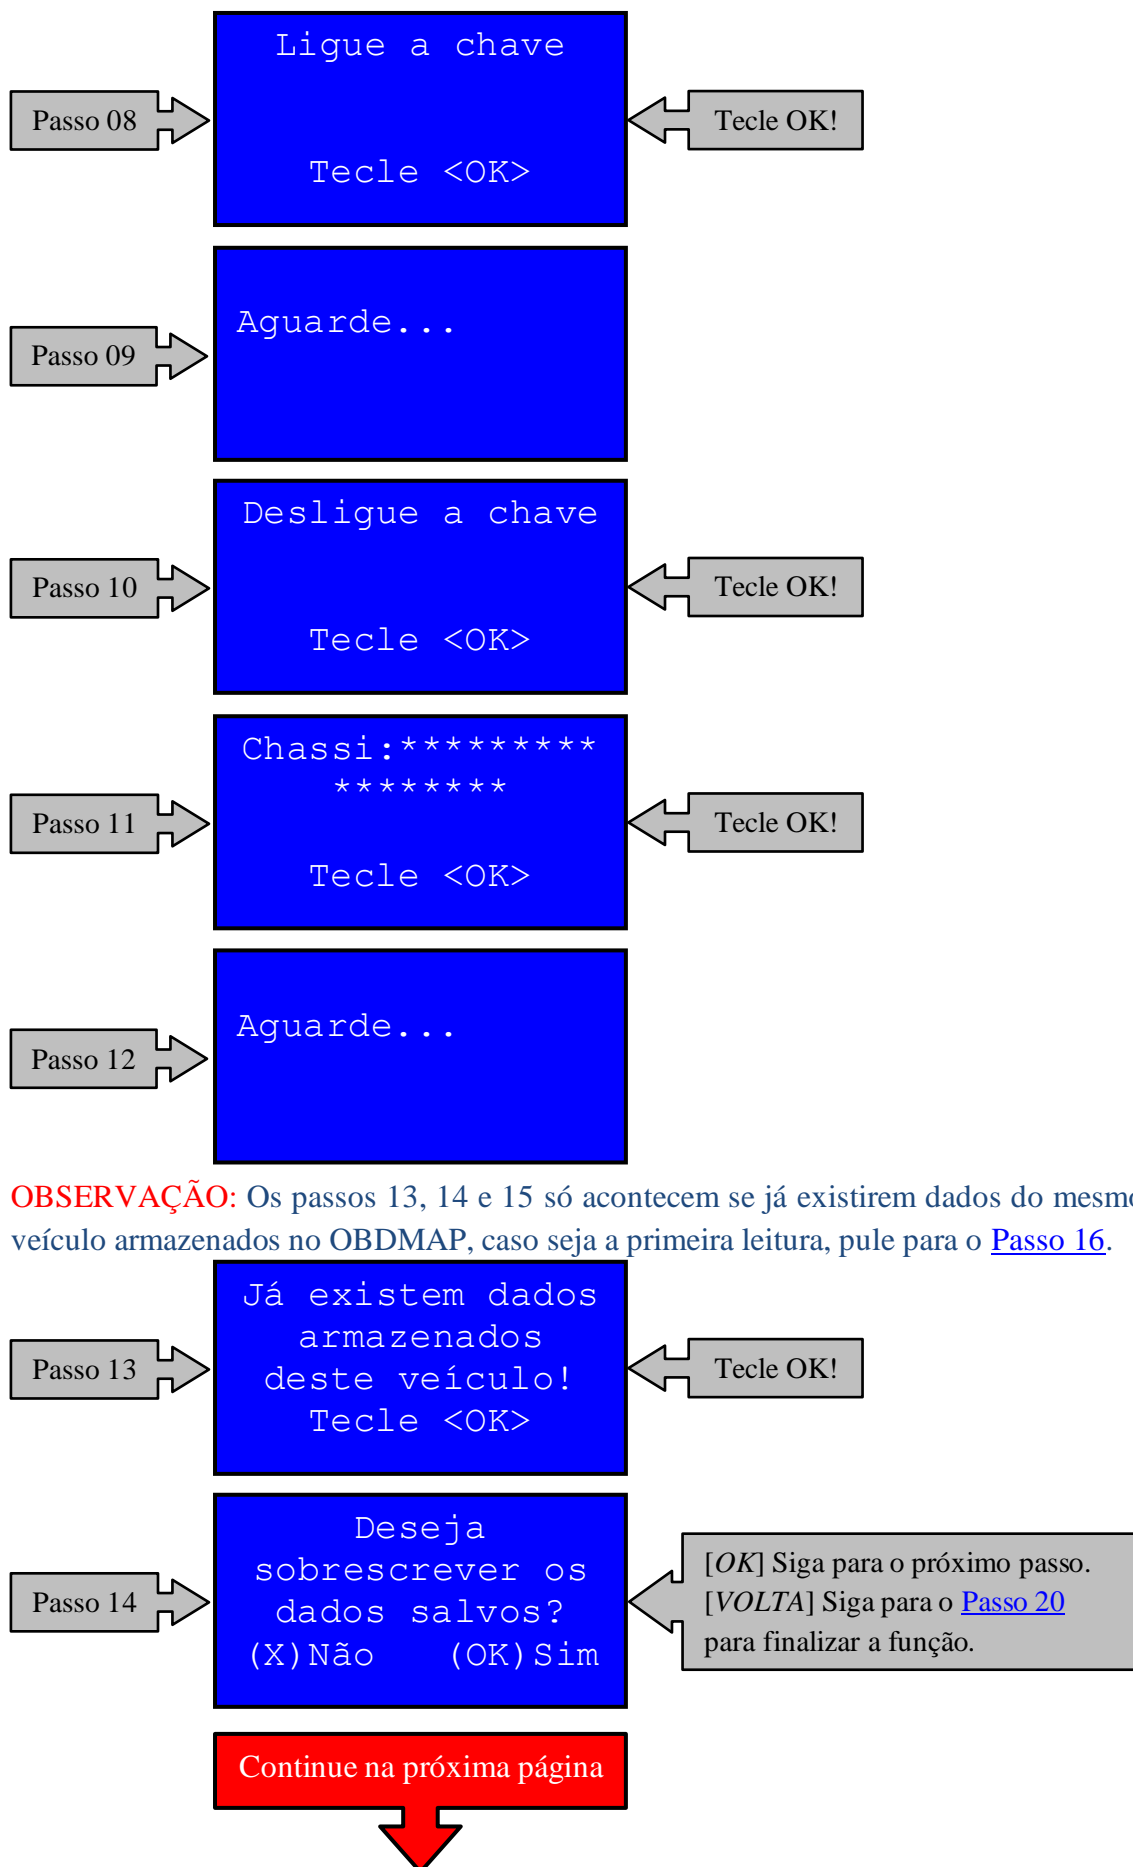 Ligue a chave
Passo 08
Tecle OK!
Tecle <OK>
Aguarde...
Passo 09
Desligue a chave
Passo 10
Tecle OK!
Tecle <OK>
Chassi:*********
********
Passo 11
Tecle OK!
Tecle <OK>
Aguarde...
Passo 12
OBSERVAÇÃO: Os passos 13, 14 e 15 só acontecem se já existirem dados do mesmo
veículo armazenados no OBDMAP, caso seja a primeira leitura, pule para o Passo 16.
Já existem dados
armazenados
Passo 13
Tecle OK!
deste veículo!
Tecle <OK>
Deseja
sobrescrever os
dados salvos?
(X)Não (OK)Sim
Passo 14
[OK] Siga para o próximo passo.
[VOLTA] Siga para o Passo 20
para finalizar a função.
Continue na próxima página